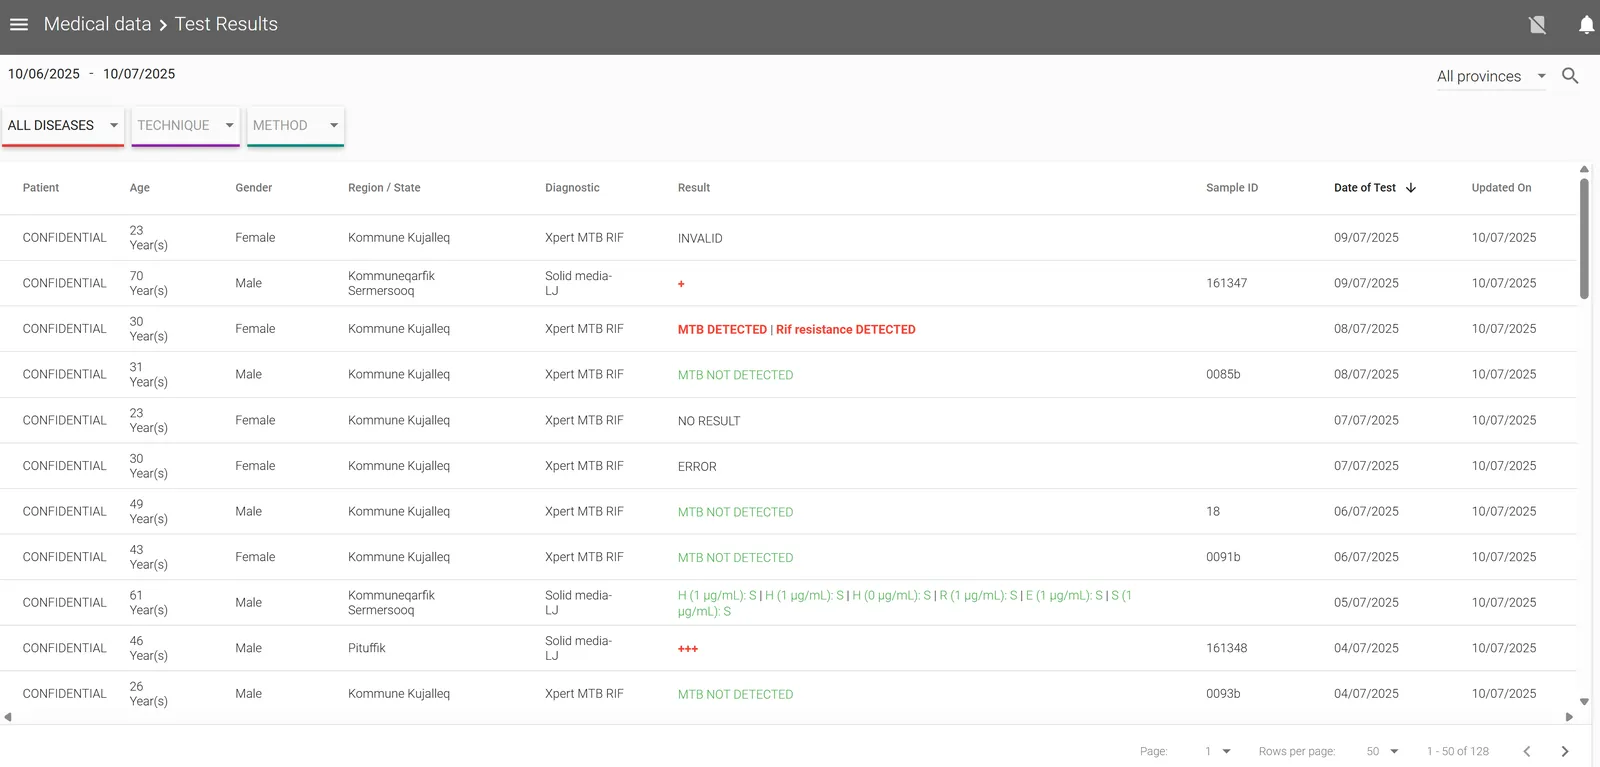 Medical data > Test Results
10/06/2025 - 10/07/2025
All provinces
ALL DISEASES TECHNIQUE METHOD
Patient Age Gender Region / State Diagnostic Result Sample ID Date of Test Updated On
CONFIDENTIAL 23 Year(s) Female Kommune Kujalleq Xpert MTB RIF INVALID 09/07/2025 10/07/2025
CONFIDENTIAL 70 Year(s) Male Kommuneqarfik Sermersooq Solid media-LJ + 161347 09/07/2025 10/07/2025
CONFIDENTIAL 30 Year(s) Female Kommune Kujalleq Xpert MTB RIF MTB DETECTED | Rif resistance DETECTED 08/07/2025 10/07/2025
CONFIDENTIAL 31 Year(s) Male Kommune Kujalleq Xpert MTB RIF MTB NOT DETECTED 0085b 08/07/2025 10/07/2025
CONFIDENTIAL 23 Year(s) Female Kommune Kujalleq Xpert MTB RIF NO RESULT 07/07/2025 10/07/2025
CONFIDENTIAL 30 Year(s) Female Kommune Kujalleq Xpert MTB RIF ERROR 07/07/2025 10/07/2025
CONFIDENTIAL 49 Year(s) Male Kommune Kujalleq Xpert MTB RIF MTB NOT DETECTED 18 06/07/2025 10/07/2025
CONFIDENTIAL 43 Year(s) Female Kommune Kujalleq Xpert MTB RIF MTB NOT DETECTED 0091b 06/07/2025 10/07/2025
CONFIDENTIAL 61 Year(s) Male Kommuneqarfik Sermersooq Solid media-LJ H (1 µg/mL): S | H (1 µg/mL): S | H (0 µg/mL): S | R (1 µg/mL): S | E (1 µg/mL): S | S (1 µg/mL): S 05/07/2025 10/07/2025
CONFIDENTIAL 46 Year(s) Male Pituffik Solid media-LJ +++ 161348 04/07/2025 10/07/2025
CONFIDENTIAL 26 Year(s) Male Kommune Kujalleq Xpert MTB RIF MTB NOT DETECTED 0093b 04/07/2025 10/07/2025
Page: 1 Rows per page: 50 1 - 50 of 128